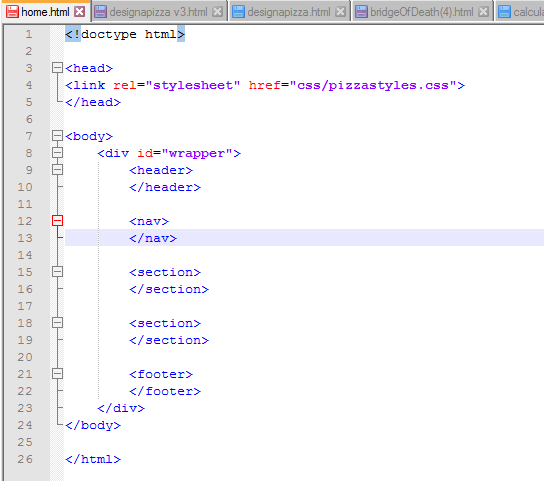 home.html designapizza v3.html designapizza.html bridgeOfDeath(4).html calcula
1 <!doctype html>
2
3 <head>
4 <link rel="stylesheet" href="css/pizzastyles.css">
5 </head>
6
7 <body>
8 <div id="wrapper">
9 <header>
10 </header>
11
12 <nav>
13 </nav>
14
15 <section>
16 </section>
17
18 <section>
19 </section>
20
21 <footer>
22 </footer>
23 </div>
24 </body>
25
26 </html>